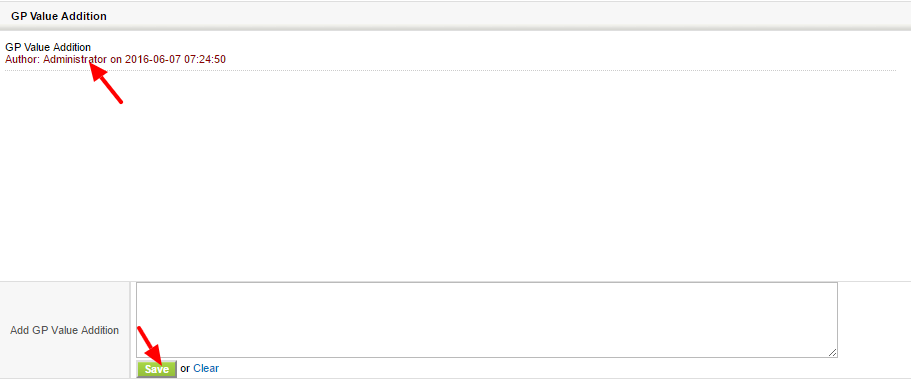 GP Value Addition
GP Value Addition
Author: Administrator on 2016-06-07 07:24:50
Add GP Value Addition
Save or Clear